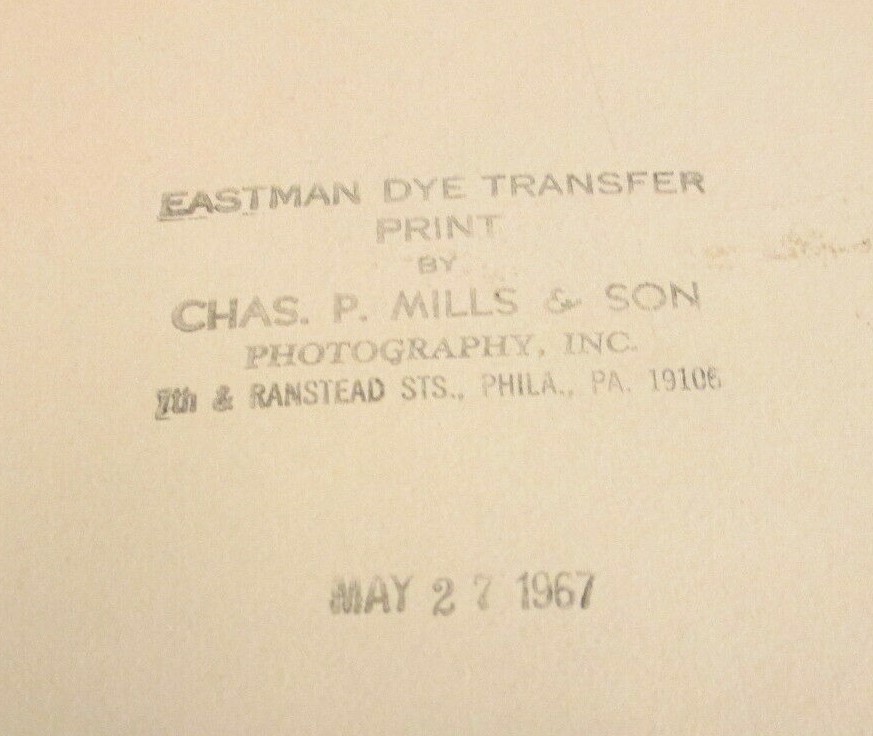 EASTMAN DYE TRANSFER
PRINT
BY
CHAS. P. MILLS & SON
PHOTOGRAPHY, INC.
7th & RANSTEAD STS., PHILA., PA. 19106
MAY 27 1967